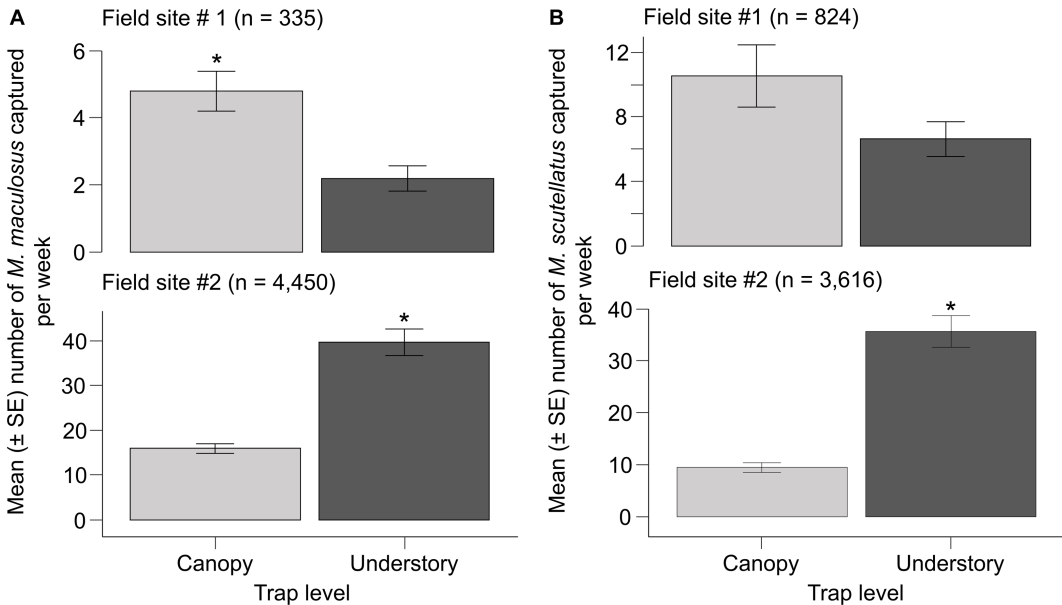 A
Field site # 1 (n = 335)
Mean (± SE) number of M. maculosus captured
per week
6
4
2
0
*
Field site #2 (n = 4,450)
40
30
20
10
0
*
Canopy
Understory
Trap level
B
Field site #1 (n = 824)
Mean (± SE) number of M. scutellatus captured
per week
12
8
4
0
Field site #2 (n = 3,616)
40
30
20
10
0
*
Canopy
Understory
Trap level